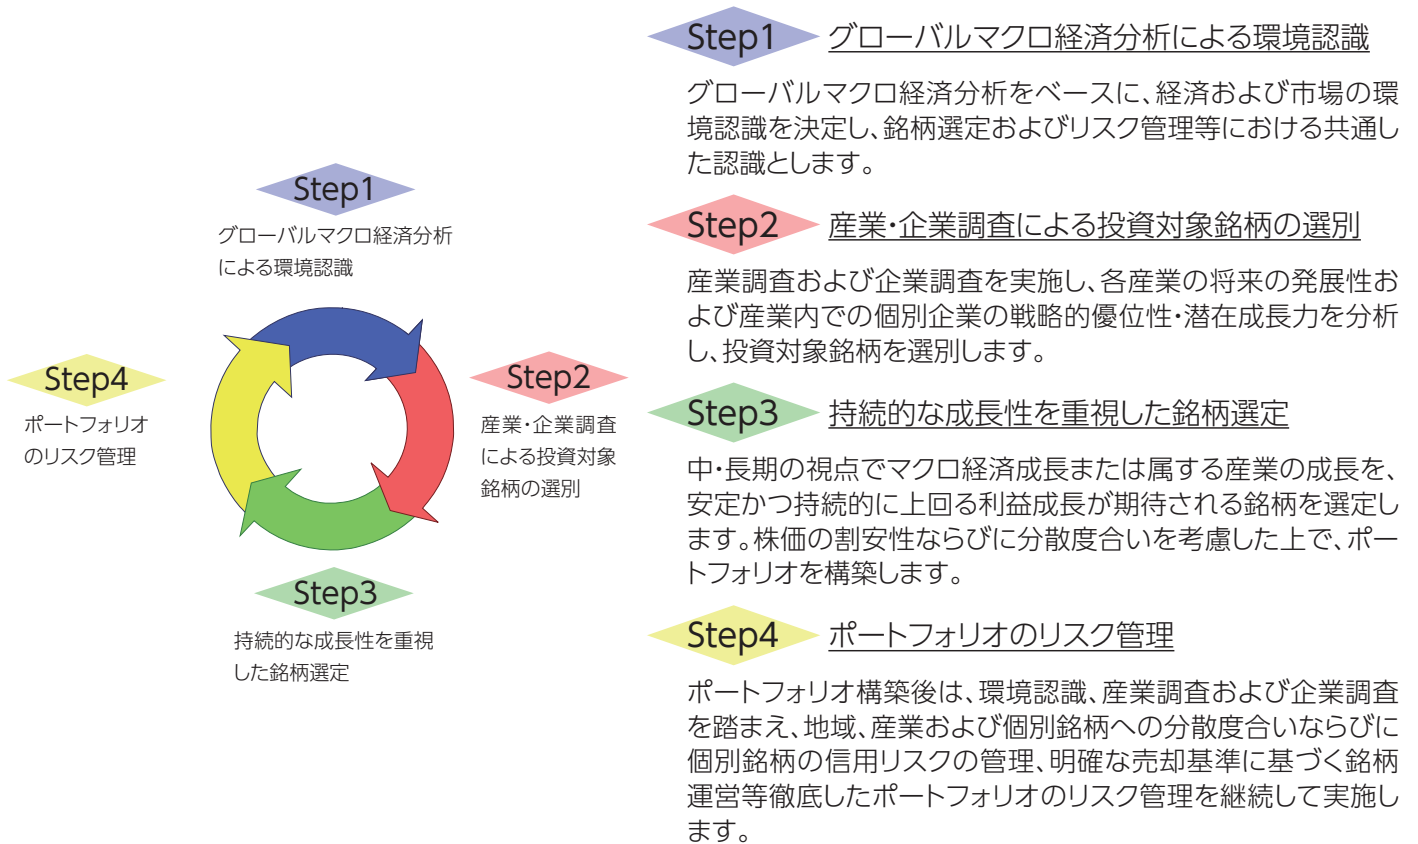 Step1
グローバルマクロ経済分析
による環境認識
Step2
産業・企業調査
による投資対象
銘柄の選別
Step3
持続的な成長性を重視
した銘柄選定
Step4
ポートフォリオ
のリスク管理
Step1 グローバルマクロ経済分析による環境認識
グローバルマクロ経済分析をベースに、経済および市場の環
境認識を決定し、銘柄選定およびリスク管理等における共通し
た認識とします。
Step2 産業・企業調査による投資対象銘柄の選別
産業調査および企業調査を実施し、各産業の将来の発展性お
よび産業内での個別企業の戦略的優位性・潜在成長力を分析
し、投資対象銘柄を選別します。
Step3 持続的な成長性を重視した銘柄選定
中・長期の視点でマクロ経済成長または属する産業の成長を、
安定かつ持続的に上回る利益成長が期待される銘柄を選定し
ます。株価の割安性ならびに分散度合いを考慮した上で、ポー
トフォリオを構築します。
Step4 ポートフォリオのリスク管理
ポートフォリオ構築後は、環境認識、産業調査および企業調査
を踏まえ、地域、産業および個別銘柄への分散度合いならびに
個別銘柄の信用リスクの管理、明確な売却基準に基づく銘柄
運営等徹底したポートフォリオのリスク管理を継続して実施し
ます。